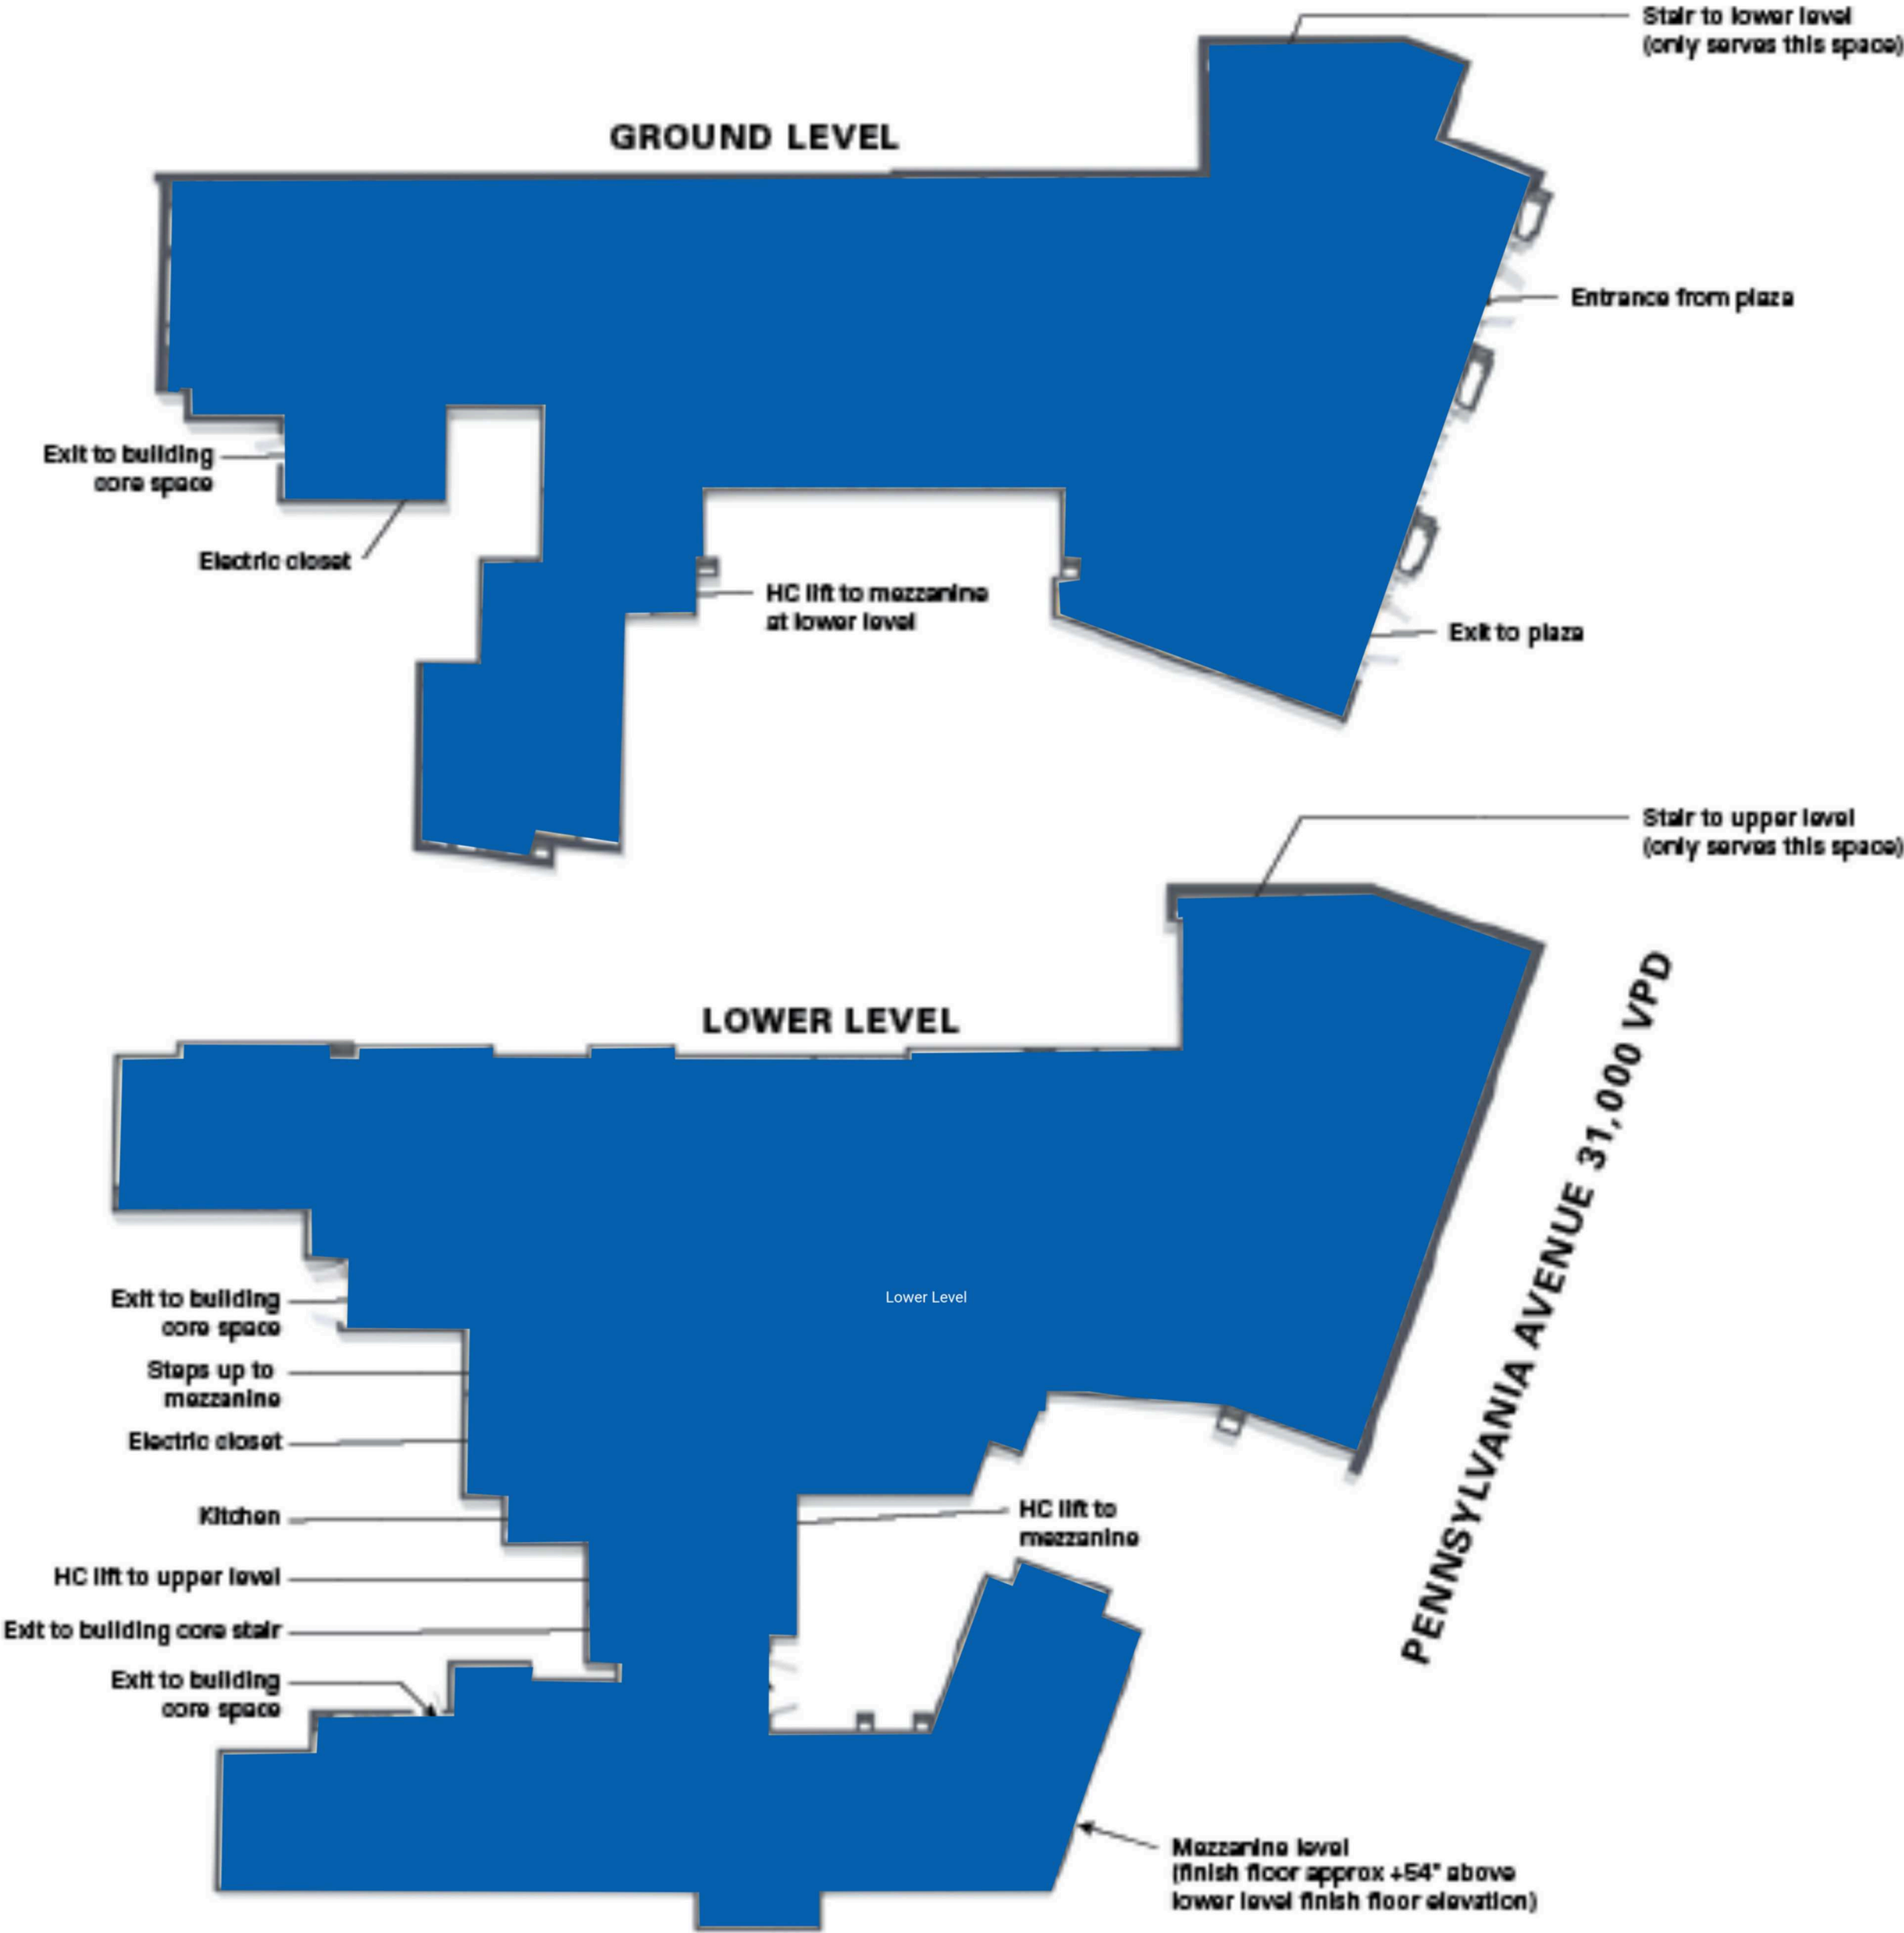 Stair to lower level
(only serves this space)
GROUND LEVEL
Entrance from plaza
Exit to building
core space
Electric closet
HC lift to mezzanine
at lower level
Exit to plaza
Stair to upper level
(only serves this space)
LOWER LEVEL
PENNSYLVANIA AVENUE 31,000 VPD
Lower Level
Exit to building
core space
Steps up to
mezzanine
Electric closet
Kitchen
HC lift to
mezzanine
HC lift to upper level
Exit to building core stair
Exit to building
core space
Mezzanine level
(finish floor approx +54" above
lower level finish floor elevation)